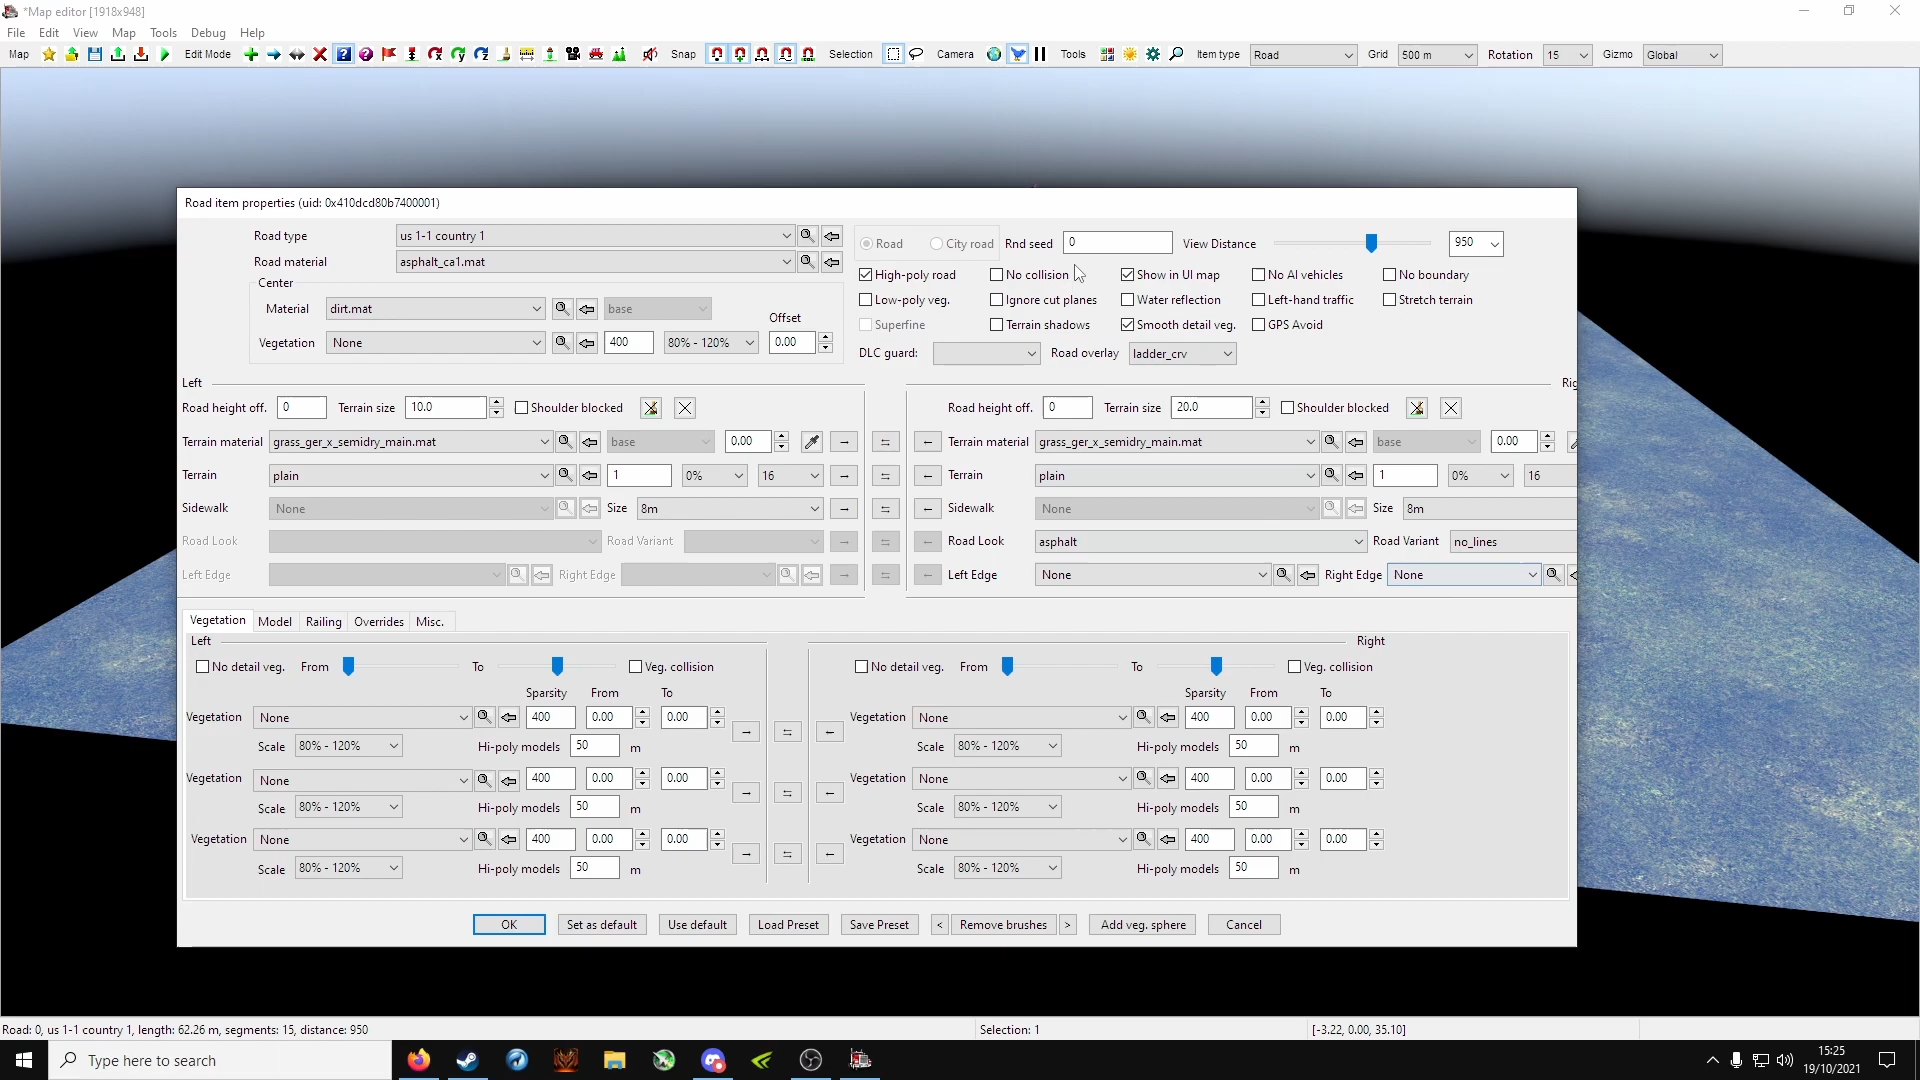 *Map editor [1918x948]
File Edit View Map Tools Debug Help
Map Edit Mode Snap Selection Camera Tools Item type Road Grid 500 m Rotation 15 Gizmo Global
Road item properties (uid: 0x410dcd80b7400001)
Road type us 1-1 country 1 Road City road Rnd seed 0 View Distance 950
Road material asphalt_ca1.mat
High-poly road No collision Show in UI map No AI vehicles No boundary
Center
Low-poly veg. Ignore cut planes Water reflection Left-hand traffic Stretch terrain
Material dirt.mat base Offset
Superfine Terrain shadows Smooth detail veg. GPS Avoid
Vegetation None 400 80% - 120% 0.00
DLC guard: Road overlay ladder_crv
Left Rig
Road height off. 0 Terrain size 10.0 Shoulder blocked Road height off. 0 Terrain size 20.0 Shoulder blocked
Terrain material grass_ger_x_semidry_main.mat base 0.00 Terrain material grass_ger_x_semidry_main.mat base 0.00
Terrain plain 1 0% 16 Terrain plain 1 0% 16
Sidewalk None Size 8m Sidewalk None Size 8m
Road Look Road Variant Road Look asphalt Road Variant no_lines
Left Edge Right Edge Left Edge None Right Edge None
Vegetation Model Railing Overrides Misc.
Left Right
No detail veg. From To Veg. collision No detail veg. From To Veg. collision
Sparsity From To Sparsity From To
Vegetation None 400 0.00 0.00 Vegetation None 400 0.00 0.00
Scale 80% - 120% Hi-poly models 50 m Scale 80% - 120% Hi-poly models 50 m
Vegetation None 400 0.00 0.00 Vegetation None 400 0.00 0.00
Scale 80% - 120% Hi-poly models 50 m Scale 80% - 120% Hi-poly models 50 m
Vegetation None 400 0.00 0.00 Vegetation None 400 0.00 0.00
Scale 80% - 120% Hi-poly models 50 m Scale 80% - 120% Hi-poly models 50 m
OK Set as default Use default Load Preset Save Preset < Remove brushes > Add veg. sphere Cancel
Road: 0, us 1-1 country 1, length: 62.26 m, segments: 15, distance: 950 Selection: 1 [-3.22, 0.00, 35.10]
Type here to search 15:25
19/10/2021